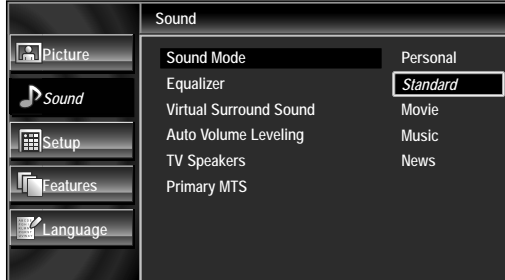 Sound
Picture
Sound
Setup
Features
Language
Sound Mode
Equalizer
Virtual Surround Sound
Auto Volume Leveling
TV Speakers
Primary MTS
Personal
Standard
Movie
Music
News